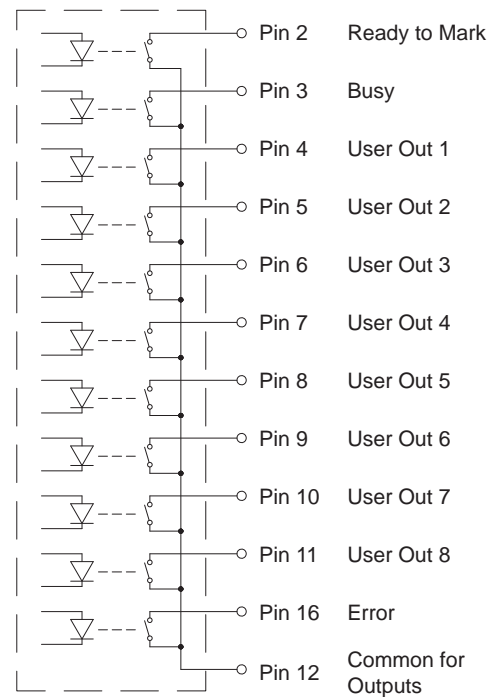 Pin 2 Ready to Mark
Pin 3 Busy
Pin 4 User Out 1
Pin 5 User Out 2
Pin 6 User Out 3
Pin 7 User Out 4
Pin 8 User Out 5
Pin 9 User Out 6
Pin 10 User Out 7
Pin 11 User Out 8
Pin 16 Error
Pin 12 Common for
Outputs